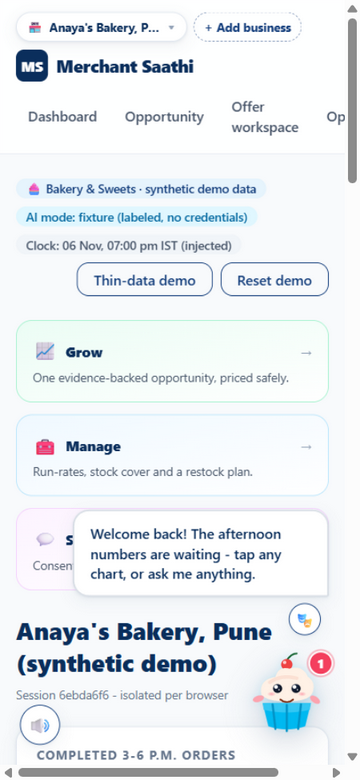 Anaya's Bakery, P...
+ Add business
MS Merchant Saathi
Dashboard
Opportunity
Offer
workspace
Op
Bakery & Sweets · synthetic demo data
AI mode: fixture (labeled, no credentials)
Clock: 06 Nov, 07:00 pm IST (injected)
Thin-data demo
Reset demo
Grow →
One evidence-backed opportunity, priced safely.
Manage →
Run-rates, stock cover and a restock plan.
S
Consen
Welcome back! The afternoon
numbers are waiting - tap any
chart, or ask me anything.
Anaya's Bakery, Pune
(synthetic demo)
1
Session 6ebda6f6 - isolated per browser
COMPLETED 3-6 P.M. ORDERS